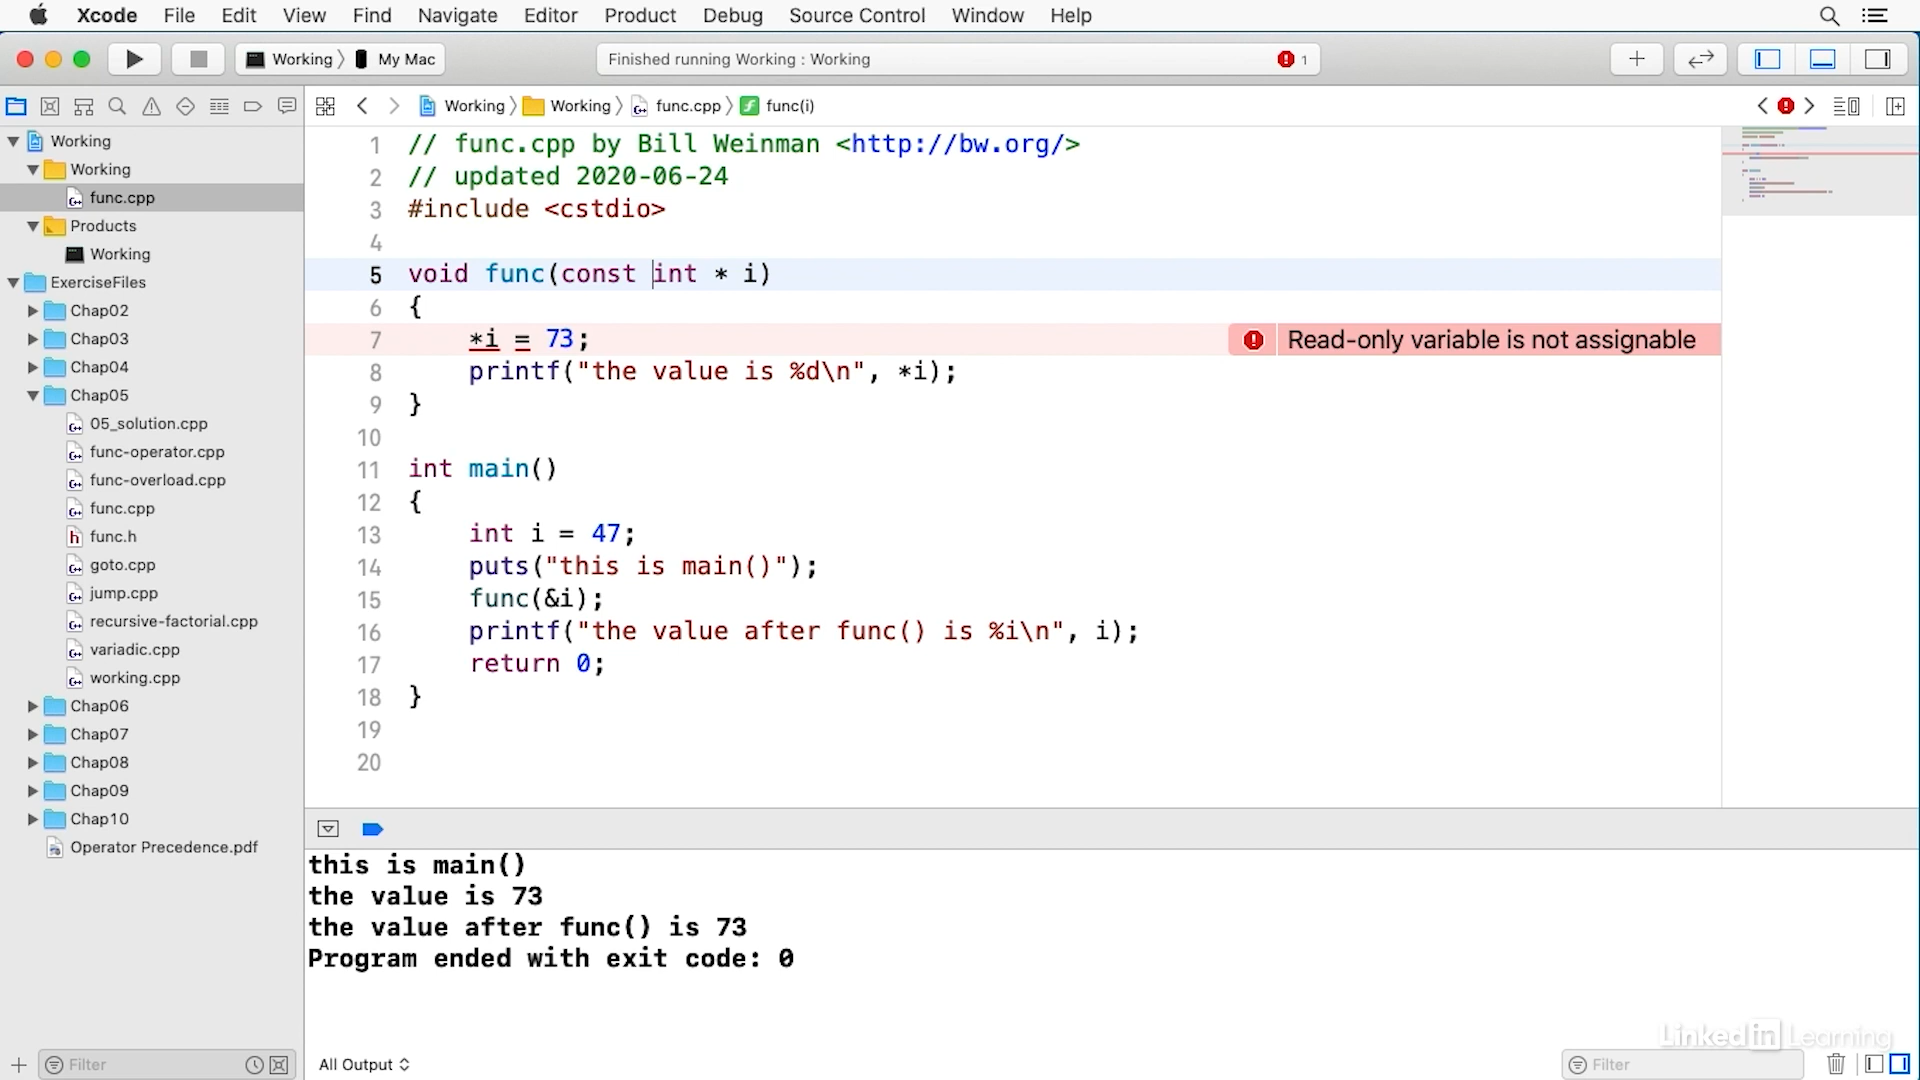 Xcode File Edit View Find Navigate Editor Product Debug Source Control Window Help
Working My Mac
Finished running Working : Working
1
Working Working func.cpp func(i)
Working
Working
func.cpp
Products
Working
ExerciseFiles
Chap02
Chap03
Chap04
Chap05
05_solution.cpp
func-operator.cpp
func-overload.cpp
func.cpp
func.h
goto.cpp
jump.cpp
recursive-factorial.cpp
variadic.cpp
working.cpp
Chap06
Chap07
Chap08
Chap09
Chap10
Operator Precedence.pdf
Filter
1 // func.cpp by Bill Weinman <http://bw.org/>
2 // updated 2020-06-24
3 #include <cstdio>
4
5 void func(const int * i)
6 {
7 *i = 73;
Read-only variable is not assignable
8 printf("the value is %d\n", *i);
9 }
10
11 int main()
12 {
13 int i = 47;
14 puts("this is main()");
15 func(&i);
16 printf("the value after func() is %i\n", i);
17 return 0;
18 }
19
20
this is main()
the value is 73
the value after func() is 73
Program ended with exit code: 0
All Output
Filter
Linked in Learning